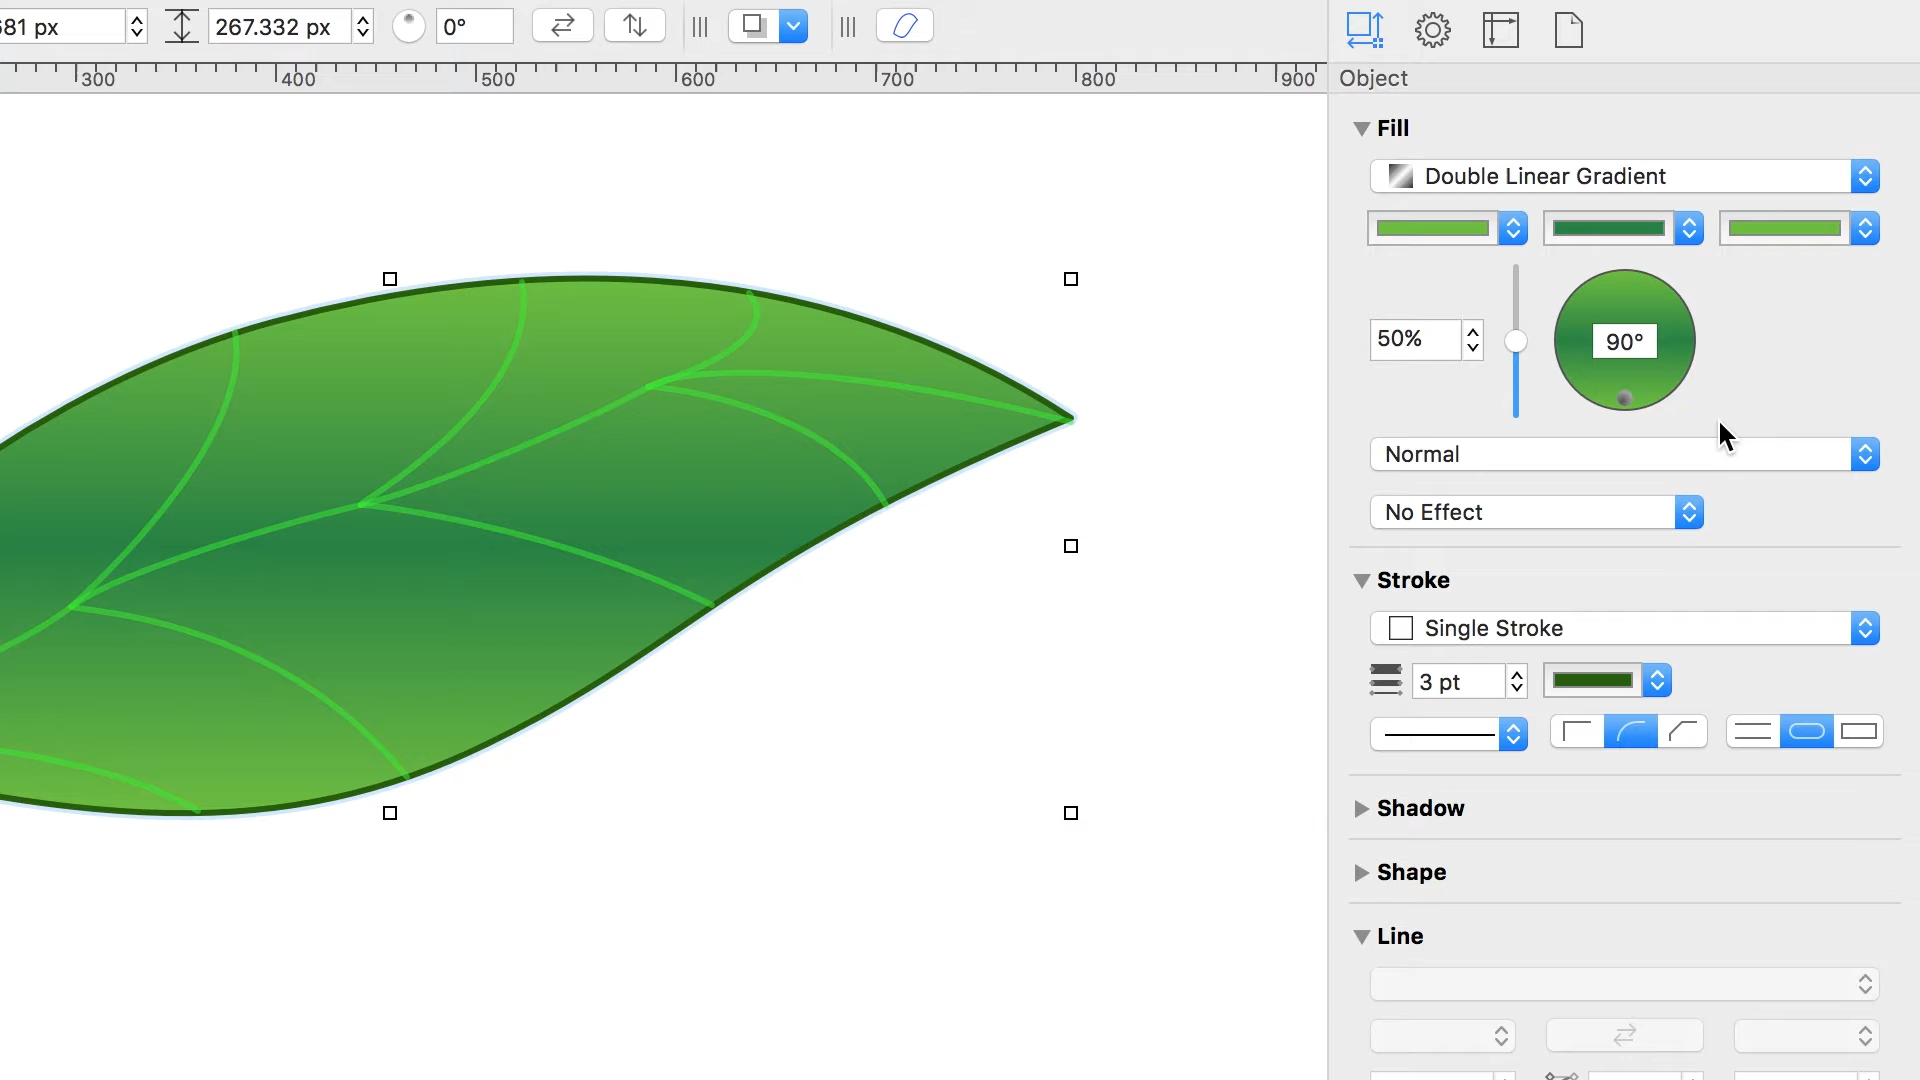 681 px
267.332 px
0°
300
400
500
600
700
800
900
Object
Fill
Double Linear Gradient
50%
90°
Normal
No Effect
Stroke
Single Stroke
3 pt
Shadow
Shape
Line